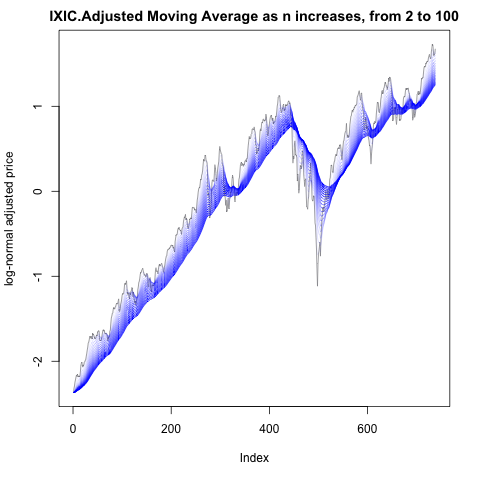 IXIC.Adjusted Moving Average as n increases, from 2 to 100
log-normal adjusted price
1
0
-1
-2
0 200 400 600
Index